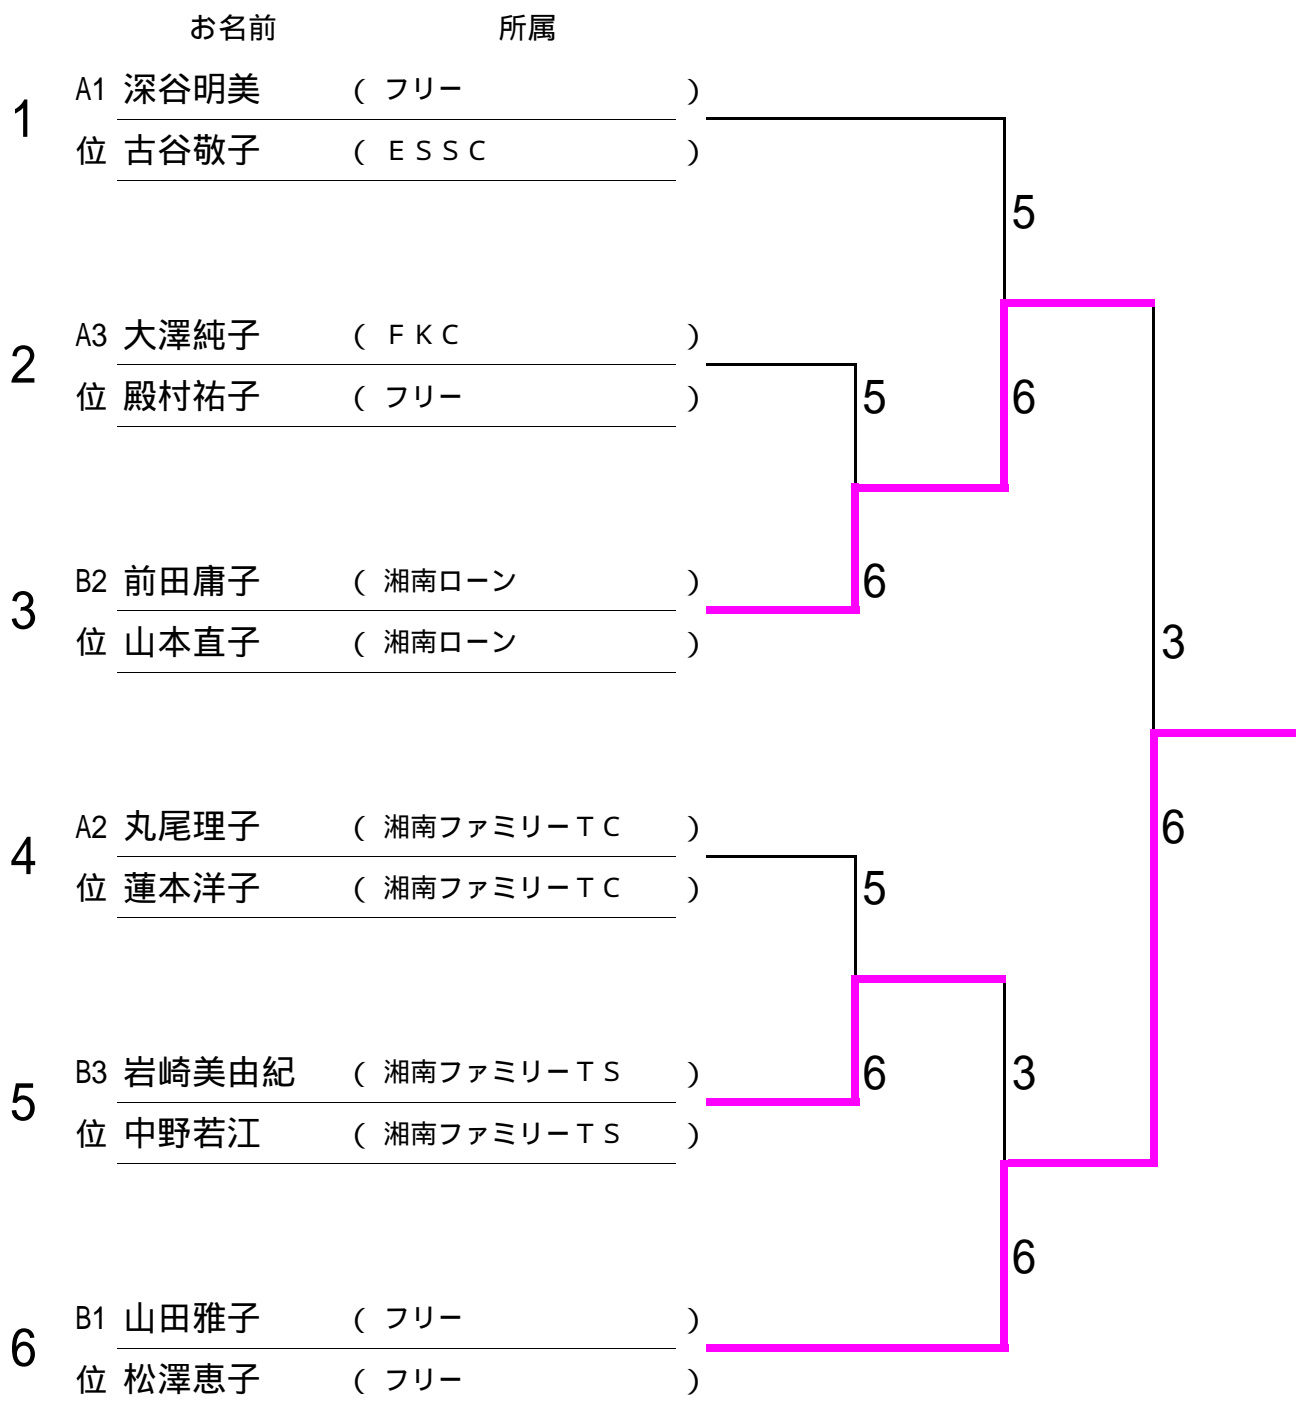 お名前 所属
A1 深谷明美 ( フリー )
1
位 古谷敬子 ( ＥＳＳＣ )
5
A3 大澤純子 ( ＦＫＣ )
2
位 殿村祐子 ( フリー ) 5 6
B2 前田庸子 ( 湘南ローン ) 6
3
位 山本直子 ( 湘南ローン ) 3
A2 丸尾理子 ( 湘南ファミリーＴＣ ) 6
4
位 蓮本洋子 ( 湘南ファミリーＴＣ ) 5
B3 岩崎美由紀 ( 湘南ファミリーＴＳ ) 6 3
5
位 中野若江 ( 湘南ファミリーＴＳ )
6
B1 山田雅子 ( フリー )
6
位 松澤恵子 ( フリー )